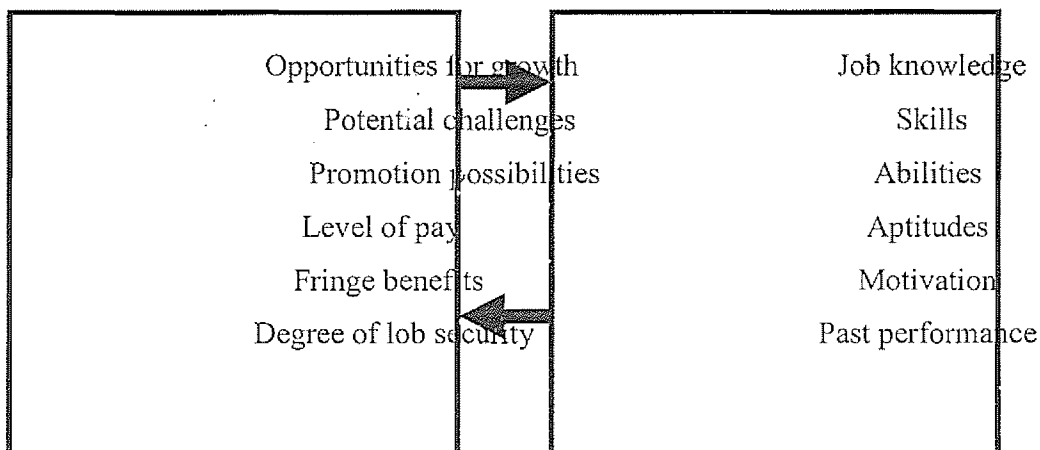 Opportunities for growth
Job knowledge
Potential challenges
Skills
Promotion possibilities
Abilities
Level of pay
Aptitudes
Fringe benefits
Motivation
Degree of lob security
Past performance